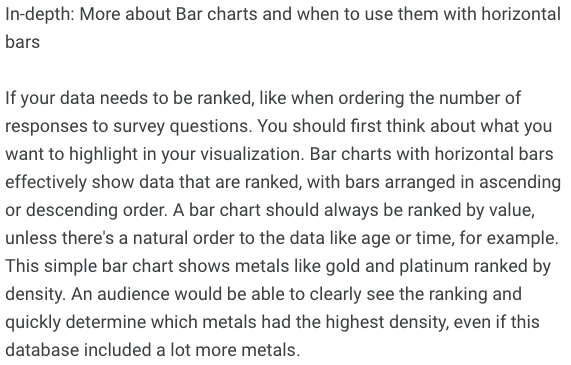 In-depth: More about Bar charts and when to use them with horizontal
bars
If your data needs to be ranked, like when ordering the number of
responses to survey questions. You should first think about what you
want to highlight in your visualization. Bar charts with horizontal bars
effectively show data that are ranked, with bars arranged in ascending
or descending order. A bar chart should always be ranked by value,
unless there's a natural order to the data like age or time, for example.
This simple bar chart shows metals like gold and platinum ranked by
density. An audience would be able to clearly see the ranking and
quickly determine which metals had the highest density, even if this
database included a lot more metals.